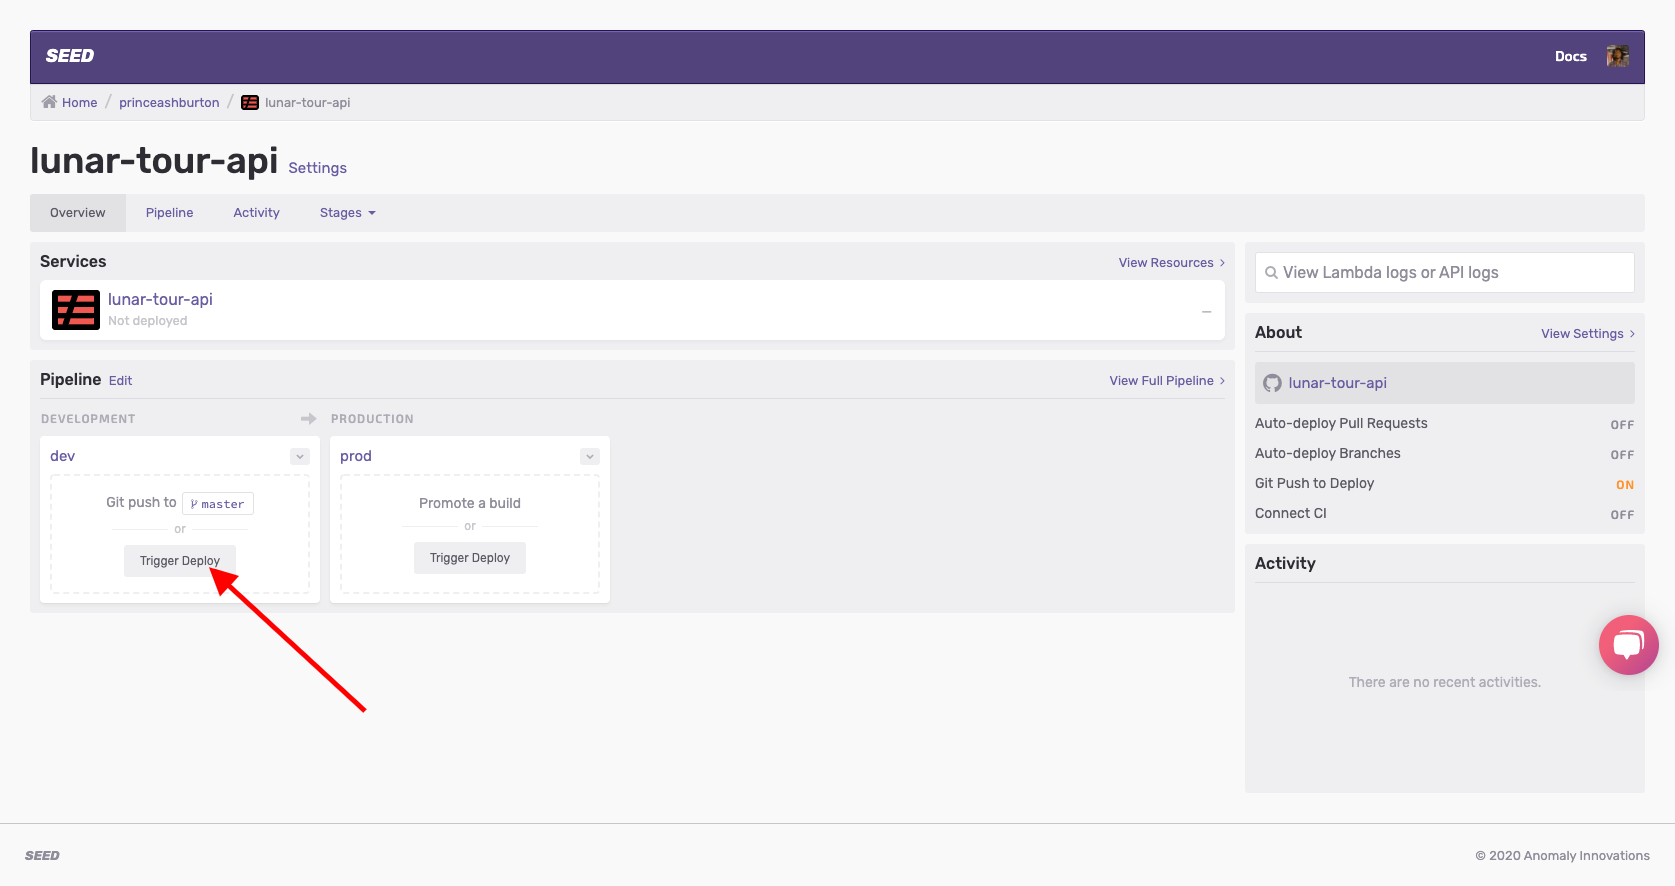 SEED
Docs
Home / princeashburton / lunar-tour-api
lunar-tour-api Settings
Overview Pipeline Activity Stages
Services
View Resources >
lunar-tour-api
Not deployed
–
View Lambda logs or API logs
About
View Settings >
lunar-tour-api
Auto-deploy Pull Requests OFF
Auto-deploy Branches OFF
Git Push to Deploy ON
Connect CI OFF
Pipeline Edit
View Full Pipeline >
DEVELOPMENT
PRODUCTION
dev
Git push to master
or
Trigger Deploy
prod
Promote a build
or
Trigger Deploy
Activity
There are no recent activities.
SEED
© 2020 Anomaly Innovations